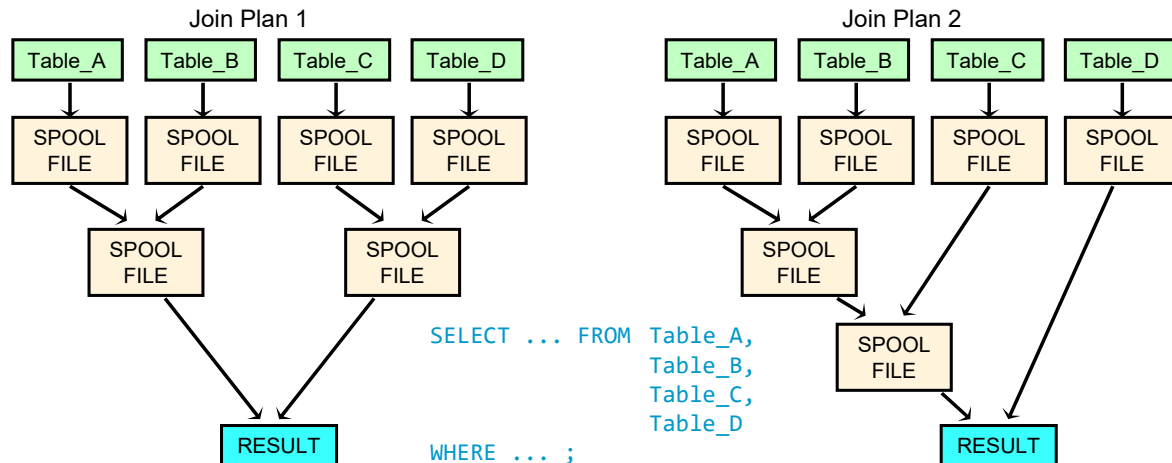 Join Plan 1
Table_A
Table_B
Table_C
Table_D
SPOOL
FILE
SPOOL
FILE
SPOOL
FILE
SPOOL
FILE
SPOOL
FILE
SPOOL
FILE
RESULT
SELECT ... FROM Table_A,
Table_B,
Table_C,
Table_D
WHERE ... ;
Join Plan 2
Table_A
Table_B
Table_C
Table_D
SPOOL
FILE
SPOOL
FILE
SPOOL
FILE
SPOOL
FILE
SPOOL
FILE
SPOOL
FILE
RESULT